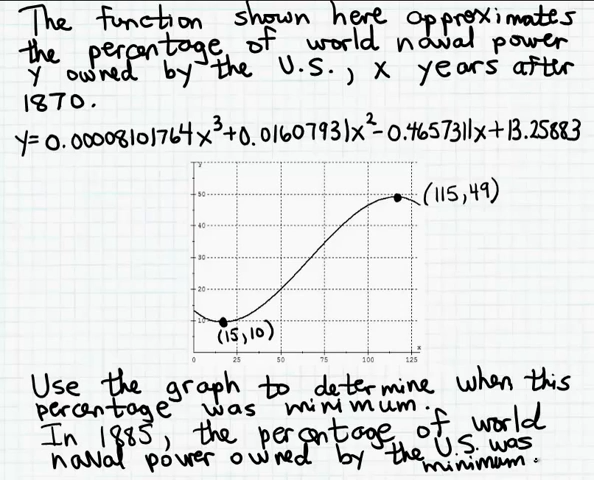 The function shown here approximates
the percentage of world naval power
y owned by the U.S., x years after
1870.
y=0.00008101764x³+0.0160793)x²-0.4657311x+13.25883
y
50
40
30
20
10
(115,49)
(15,10)
x
0 25 50 75 100 125
Use the graph to determine when this
percentage was minimum.
In 1885, the percentage of world
naval power owned by the U.S. was
minimum.